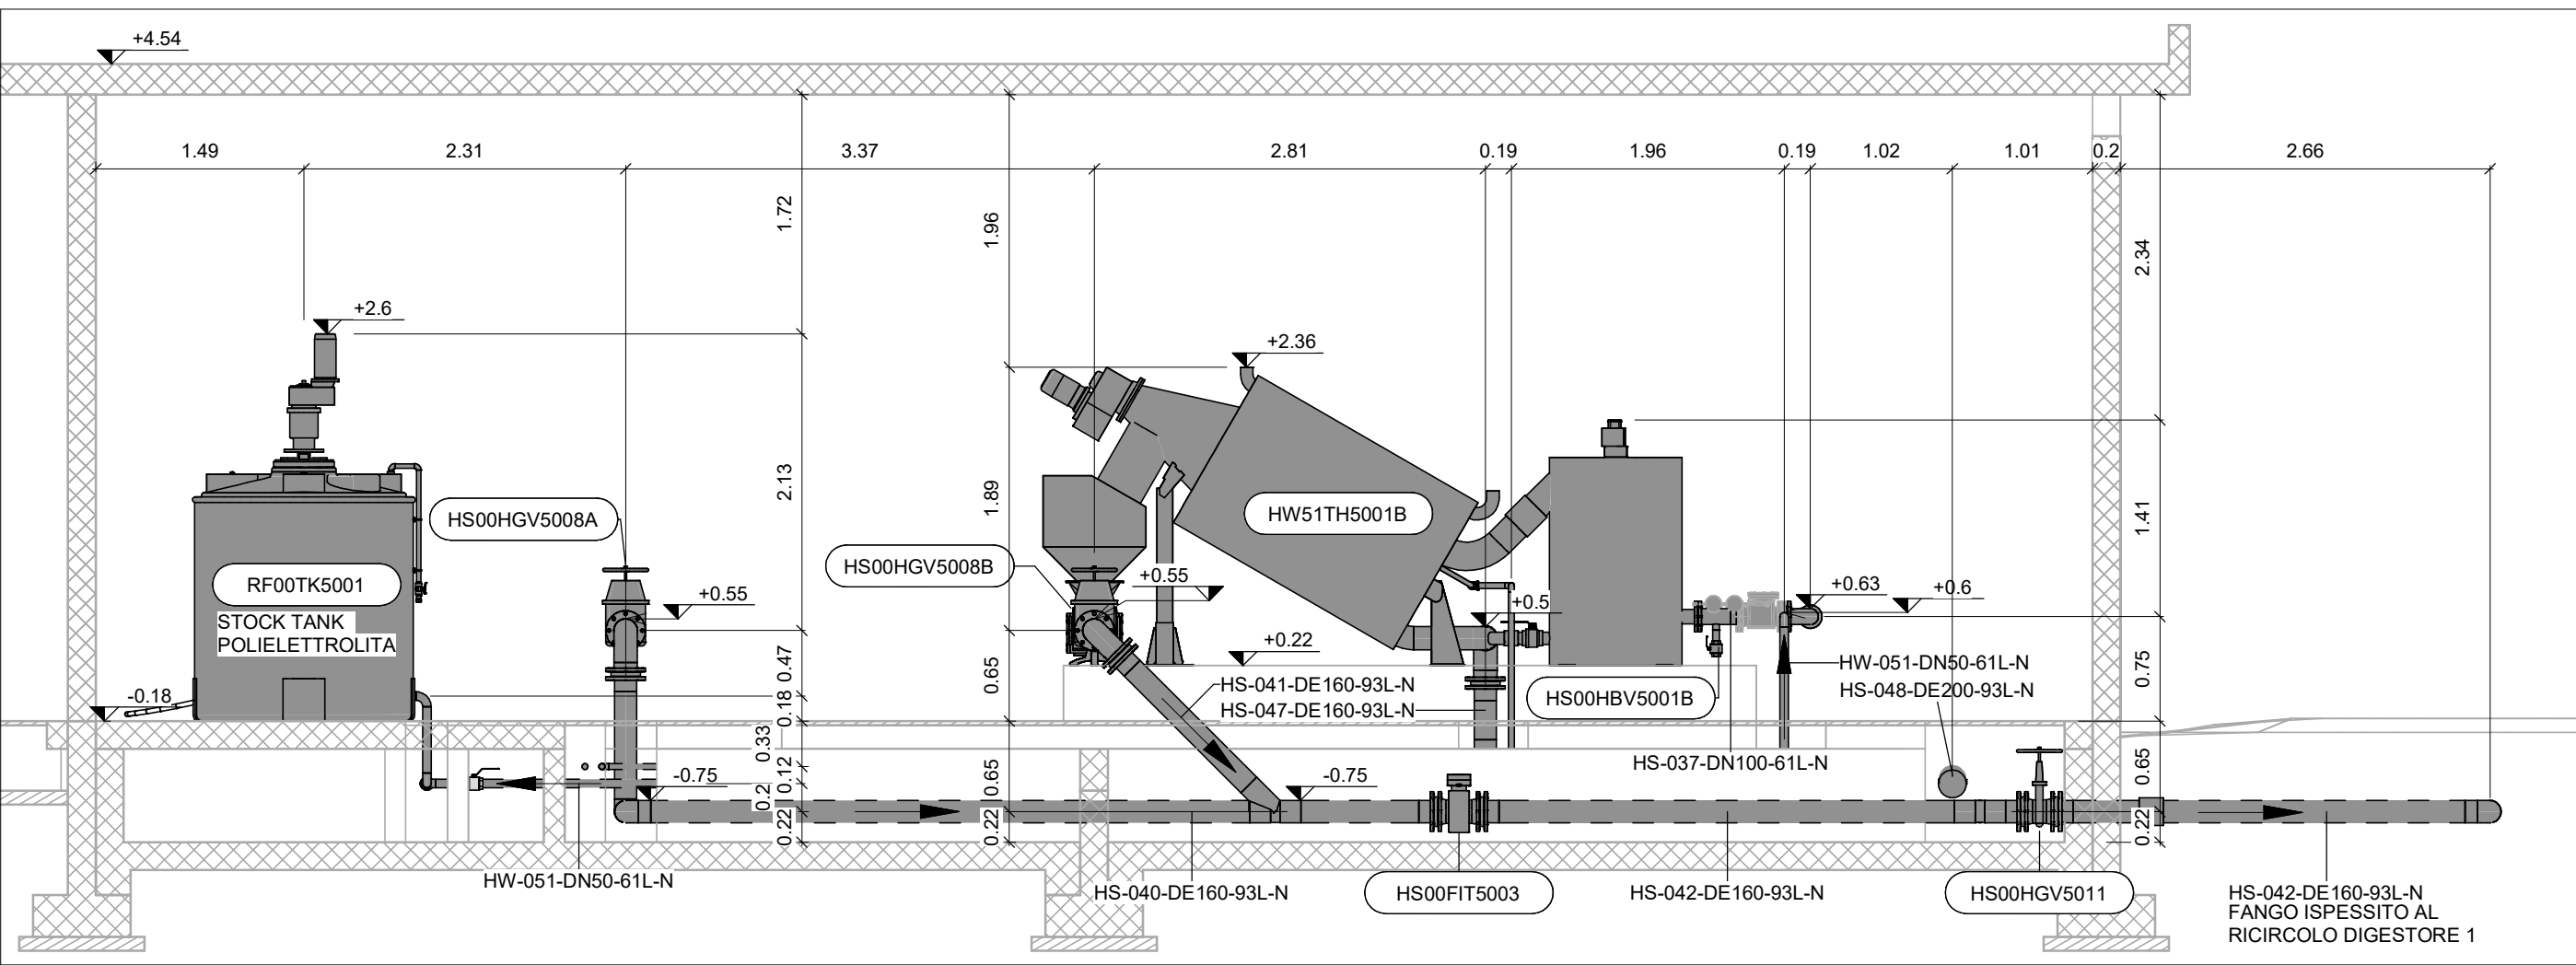 +4.54
1.49
2.31
3.37
2.81
0.19
1.96
0.19
1.02
1.01
0.2
2.66
1.72
1.96
2.34
+2.6
+2.36
2.13
1.89
1.41
HS00HGV5008A
HW51TH5001B
HS00HGV5008B
RF00TK5001
STOCK TANK
POLIELETTROLITA
+0.55
+0.55
+0.5
+0.63
+0.6
+0.22
0.47
0.65
0.75
-0.18
0.18
HS-041-DE160-93L-N
HS-047-DE160-93L-N
HS00HBV5001B
HW-051-DN50-61L-N
HS-048-DE200-93L-N
0.33
0.12
0.2
0.22
0.65
0.22
0.65
0.22
-0.75
-0.75
HS-037-DN100-61L-N
HW-051-DN50-61L-N
HS-040-DE160-93L-N
HS00FIT5003
HS-042-DE160-93L-N
HS00HGV5011
HS-042-DE160-93L-N
FANGO ISPESSITO AL
RICIRCOLO DIGESTORE 1